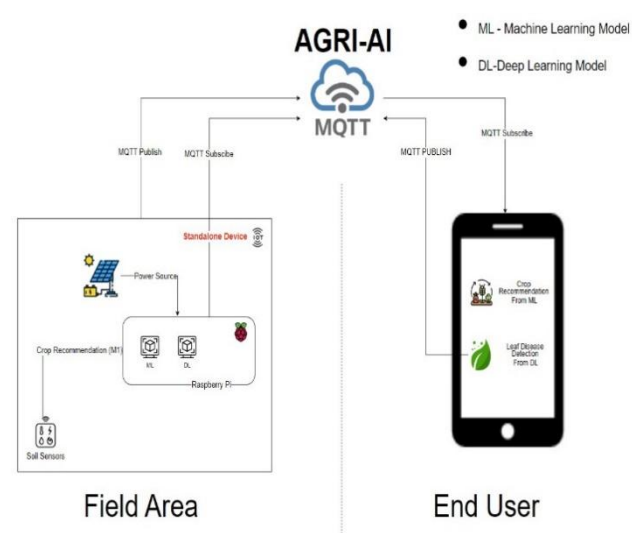 AGRI-AI
MQTT
ML - Machine Learning Model
DL-Deep Learning Model
MQTT Publish
MQTT Subscibe
MQTT PUBLISH
MQTT Subscribe
Standalone Device
IOT
Power Source
Crop Recommendation (M1)
ML
DL
Raspberry Pi
Soil Sensors
Crop
Recommendation
From ML
Leaf Disease
Detection
From DL
Field Area
End User